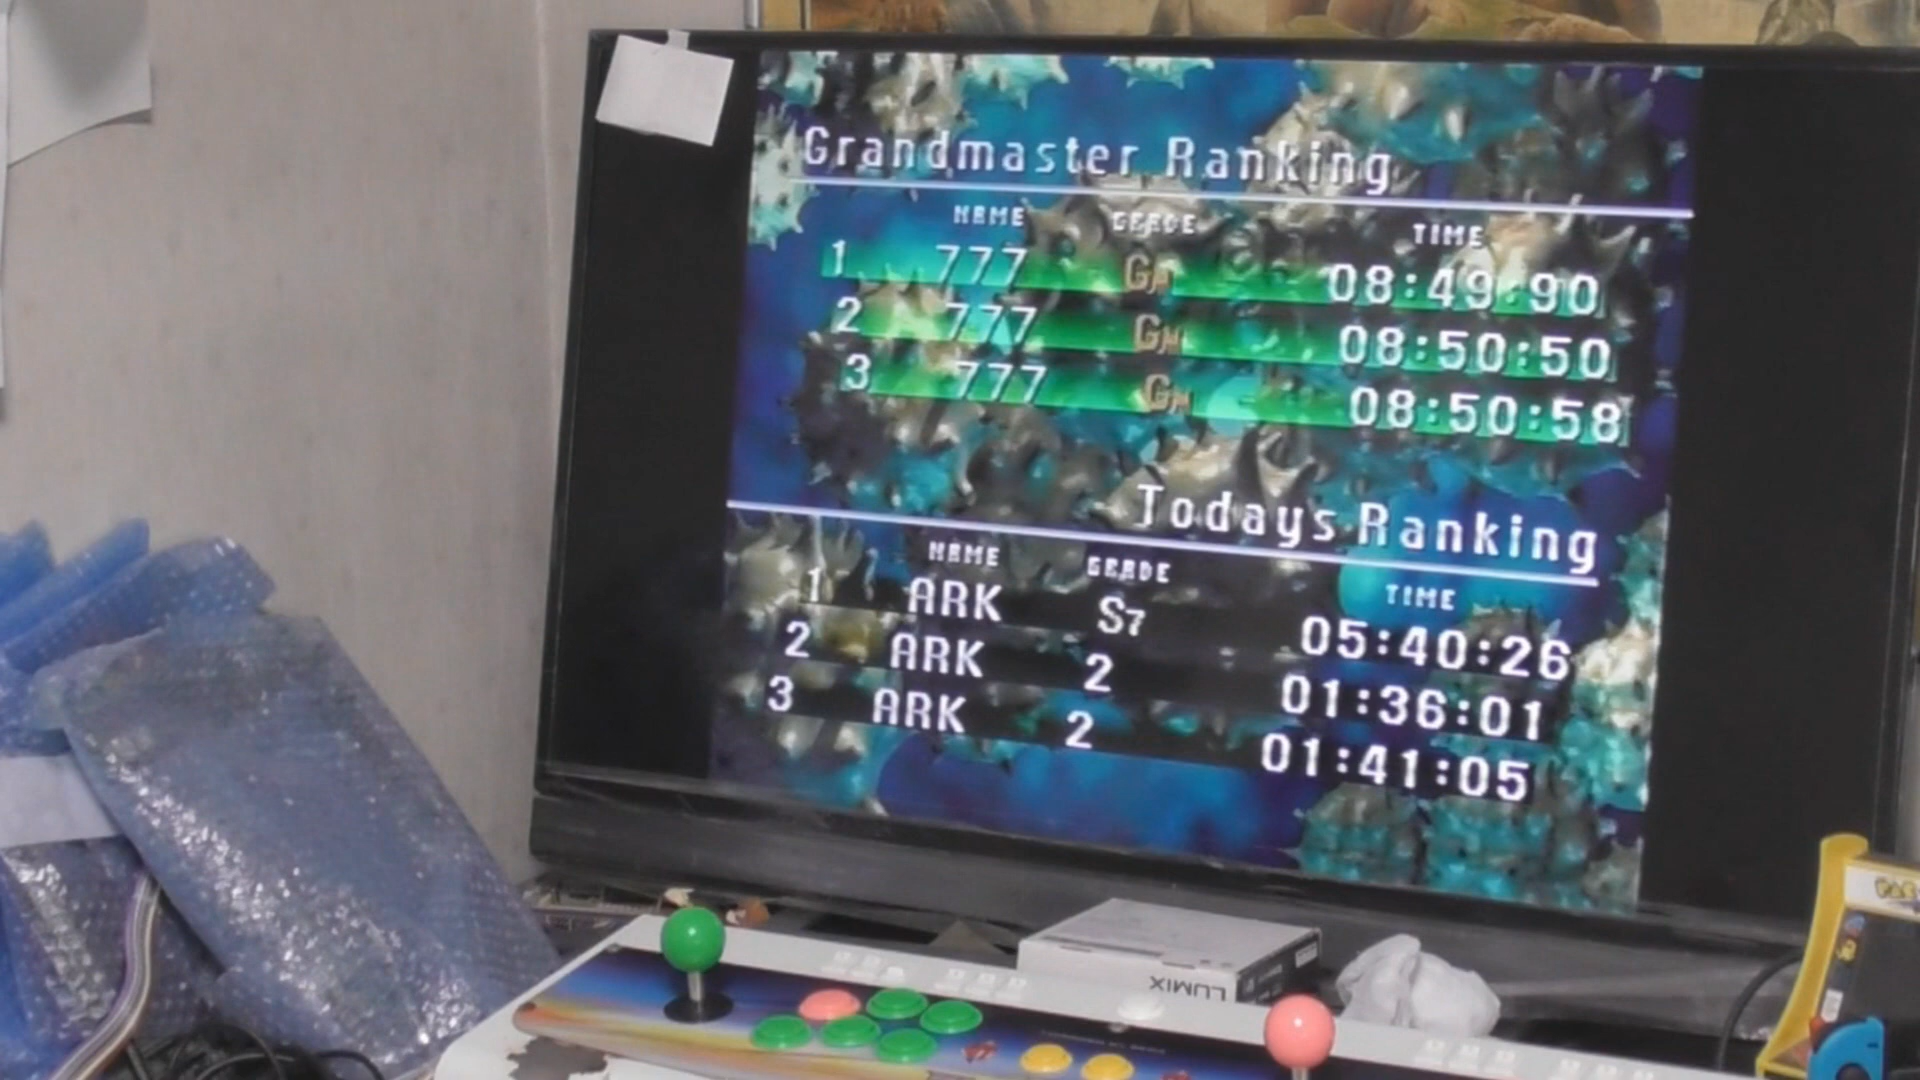 Grandmaster Ranking
NAME GRADE TIME
1 777 GM 08:49:90
2 777 GM 08:50:50
3 777 GM 08:50:58
Todays Ranking
NAME GRADE TIME
1 ARK S7 05:40:26
2 ARK 2 01:36:01
3 ARK 2 01:41:05
LUMIX